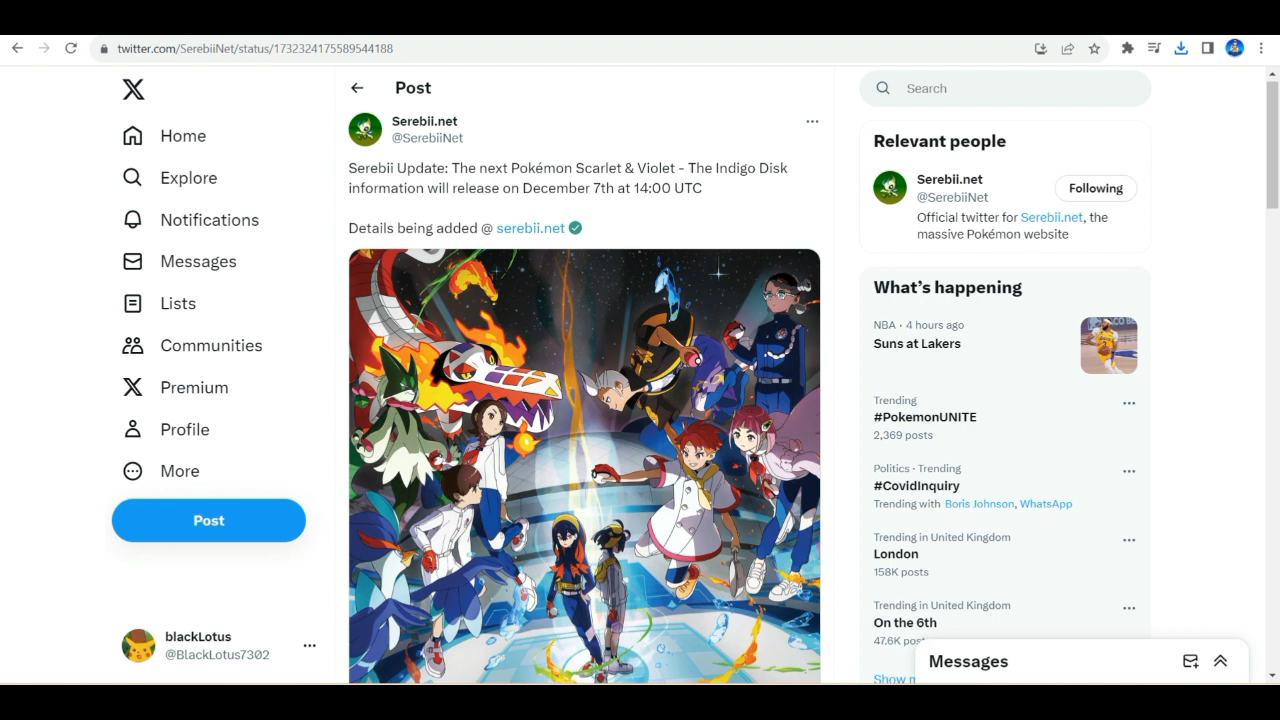 twitter.com/SerebiiNet/status/1732324175589544188
Home
Explore
Notifications
Messages
Lists
Communities
Premium
Profile
More
Post
blackLotus
@BlackLotus7302
Post
Serebii.net
@SerebiiNet
Serebii Update: The next Pokémon Scarlet & Violet - The Indigo Disk
information will release on December 7th at 14:00 UTC
Details being added @ serebii.net
Search
Relevant people
Serebii.net
@SerebiiNet
Following
Official twitter for Serebii.net, the
massive Pokémon website
What's happening
NBA · 4 hours ago
Suns at Lakers
Trending
#PokemonUNITE
2,369 posts
Politics · Trending
#CovidInquiry
Trending with Boris Johnson, WhatsApp
Trending in United Kingdom
London
158K posts
Trending in United Kingdom
On the 6th
47.6K pos
Show
Messages